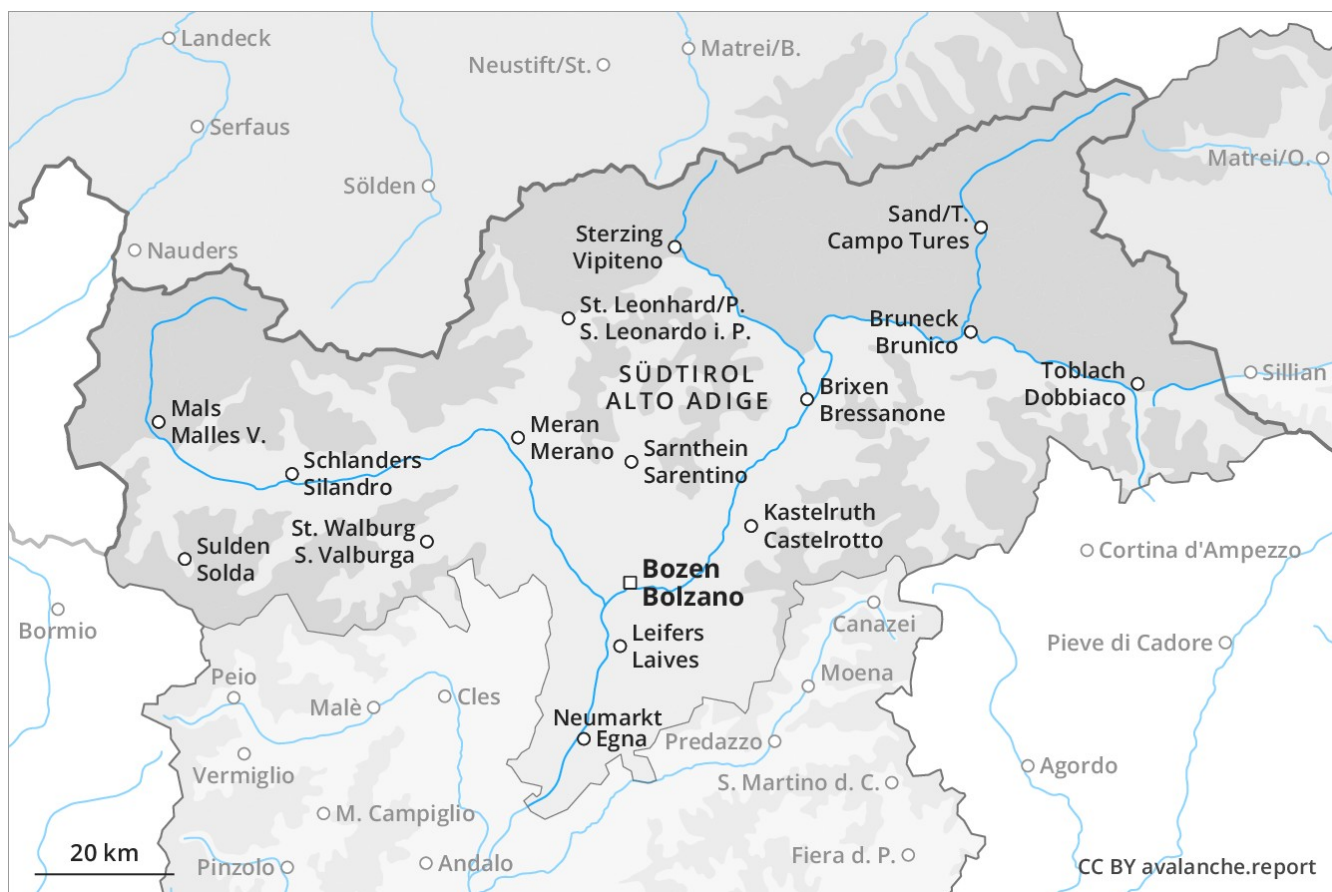 Landeck
Matrei/B.
Neustift/St.
Serfaus
Matrei/O.
Sölden
Sand/T.
Campo Tures
Sterzing
Vipiteno
Nauders
St. Leonhard/P.
S. Leonardo i. P.
Bruneck
Brunico
SÜDTIROL
ALTO ADIGE
Toblach
Dobbiaco
Sillian
Brixen
Bressanone
Mals
Malles V.
Meran
Merano
Sarnthein
Sarentino
Schlanders
Silandro
St. Walburg
S. Valburga
Kastelruth
Castelrotto
Sulden
Solda
Cortina d'Ampezzo
Bozen
Bolzano
Bormio
Canazei
Leifers
Laives
Pieve di Cadore
Peio
Moena
Malè
Cles
Neumarkt
Egna
Predazzo
Vermiglio
Agordo
S. Martino d. C.
M. Campiglio
20 km
Pinzolo
Andalo
Fiera d. P.
CC BY avalanche.report